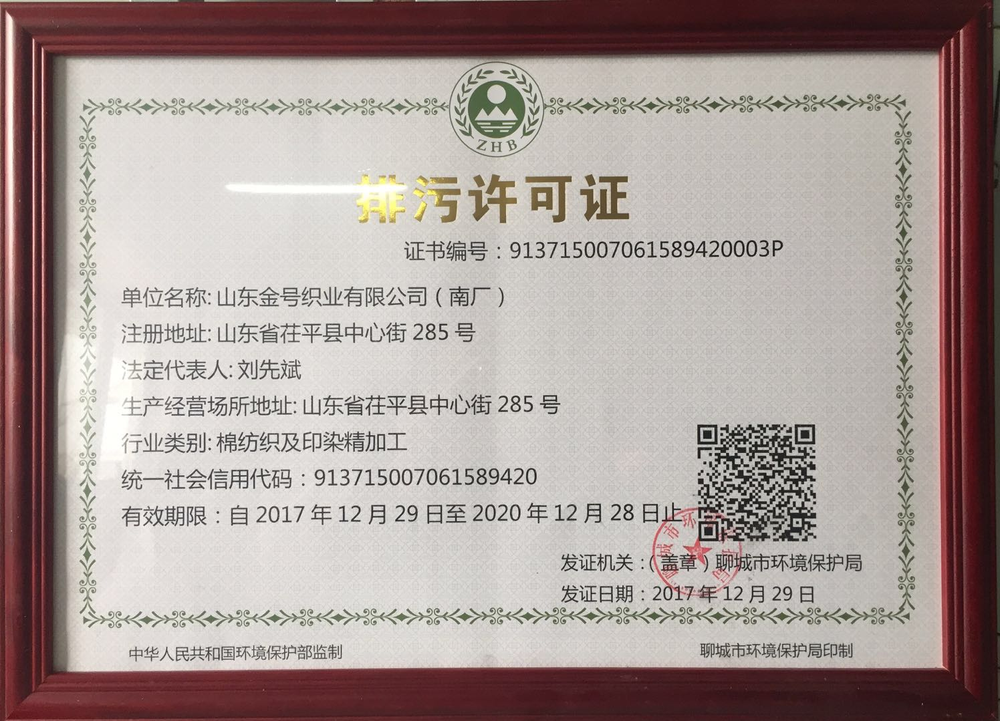 ZHB
排污许可证
证书编号：913715007061589420003P
单位名称: 山东金号织业有限公司（南厂）
注册地址: 山东省茌平县中心街 285 号
法定代表人: 刘先斌
生产经营场所地址: 山东省茌平县中心街 285 号
行业类别: 棉纺织及印染精加工
统一社会信用代码：913715007061589420
有效期限：自 2017 年 12 月 29 日至 2020 年 12 月 28 日止
发证机关：（盖章）聊城市环境保护局
发证日期：2017 年 12 月 29 日
中华人民共和国环境保护部监制
聊城市环境保护局印制